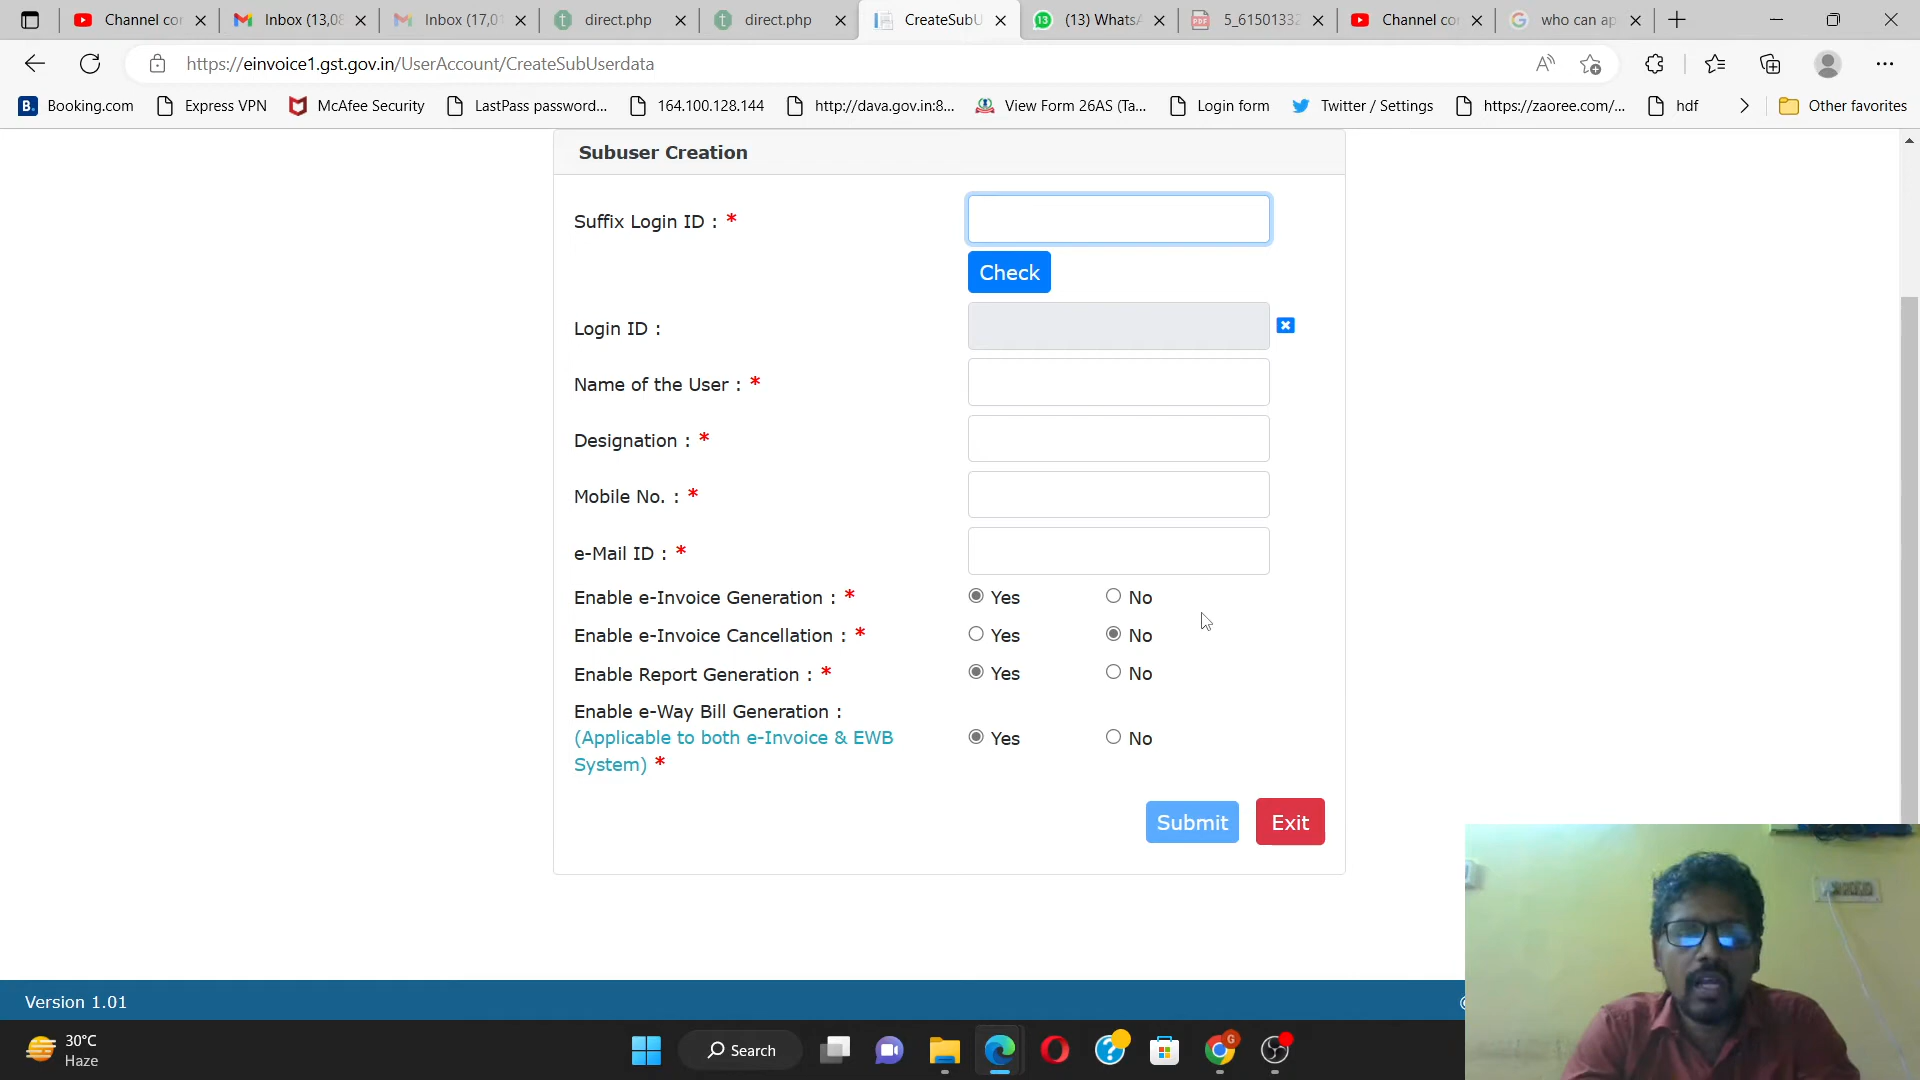 Channel co
Inbox (13,08
Inbox (17,01
direct.php
direct.php
CreateSubU
(13) WhatsA
5_61501332
Channel co
who can ap
https://einvoice1.gst.gov.in/UserAccount/CreateSubUserdata
Booking.com
Express VPN
McAfee Security
LastPass password...
164.100.128.144
http://dava.gov.in:8...
View Form 26AS (Ta...
Login form
Twitter / Settings
https://zaoree.com/...
hdf
Other favorites
Subuser Creation
Suffix Login ID : *
Check
Login ID :
Name of the User : *
Designation : *
Mobile No. : *
e-Mail ID : *
Enable e-Invoice Generation : * Yes No
Enable e-Invoice Cancellation : * Yes No
Enable Report Generation : * Yes No
Enable e-Way Bill Generation :
(Applicable to both e-Invoice & EWB Yes No
System) *
Submit Exit
Version 1.01
30°C
Haze
Search